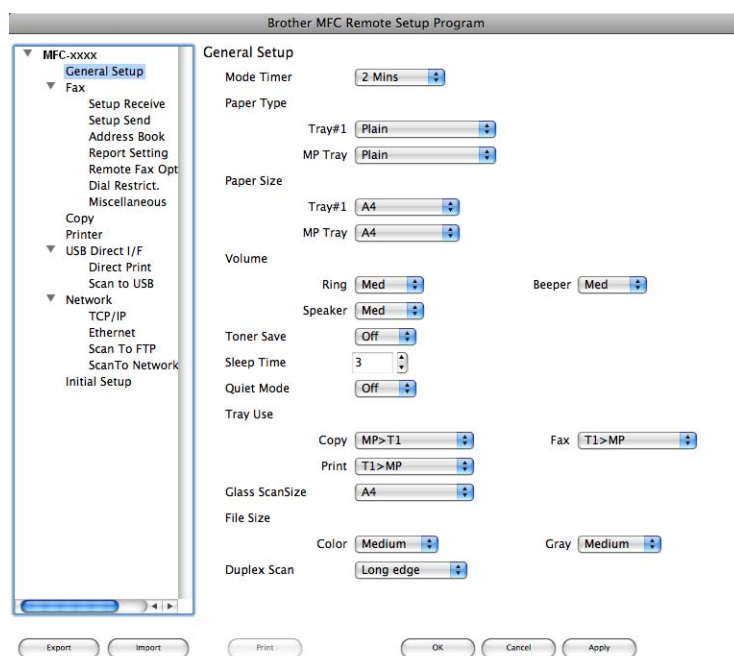 Brother MFC Remote Setup Program
MFC-xxxx
General Setup
Fax
Setup Receive
Setup Send
Address Book
Report Setting
Remote Fax Opt
Dial Restrict.
Miscellaneous
Copy
Printer
USB Direct I/F
Direct Print
Scan to USB
Network
TCP/IP
Ethernet
Scan To FTP
ScanTo Network
Initial Setup
General Setup
Mode Timer 2 Mins
Paper Type
Tray#1 Plain
MP Tray Plain
Paper Size
Tray#1 A4
MP Tray A4
Volume
Ring Med Beeper Med
Speaker Med
Toner Save Off
Sleep Time 3
Quiet Mode Off
Tray Use
Copy MP>T1 Fax T1>MP
Print T1>MP
Glass ScanSize A4
File Size
Color Medium Gray Medium
Duplex Scan Long edge
Export Import Print OK Cancel Apply